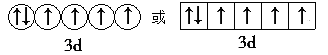 ⇅ ↑ ↑ ↑ ↑ 或 ⇅ ↑ ↑ ↑ ↑
3d 3d